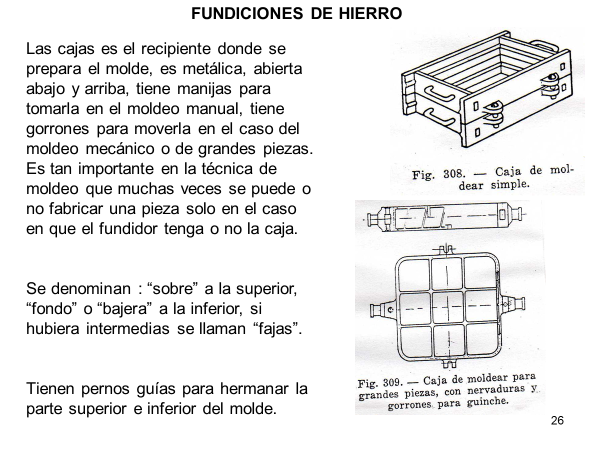 FUNDICIONES DE HIERRO
Las cajas es el recipiente donde se
prepara el molde, es metálica, abierta
abajo y arriba, tiene manijas para
tomarla en el moldeo manual, tiene
gorrones para moverla en el caso del
moldeo mecánico o de grandes piezas.
Es tan importante en la técnica de
moldeo que muchas veces se puede o
no fabricar una pieza solo en el caso
en que el fundidor tenga o no la caja.
Se denominan : “sobre” a la superior,
“fondo” o “bajera” a la inferior, si
hubiera intermedias se llaman “fajas”.
Tienen pernos guías para hermanar la
parte superior e inferior del molde.
Fig. 308. — Caja de mol-
dear simple.
Fig. 309. — Caja de moldear para
grandes piezas, con nervaduras y
gorrones para guinche.
26